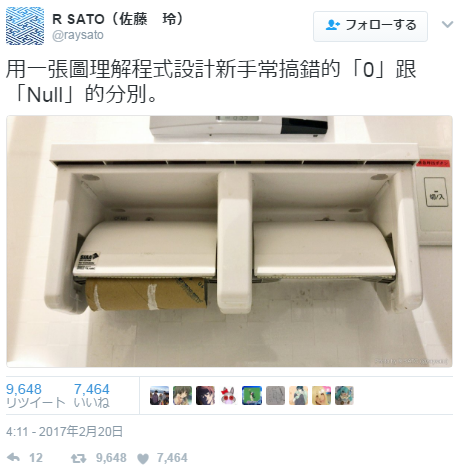 R SATO（佐藤　玲）
@raysato
フォローする
用一張圖理解程式設計新手常搞錯的「0」跟
「Null」的分別。
切/入
9,648 7,464
リツイート いいね
4:11 - 2017年2月20日
12 9,648 7,464